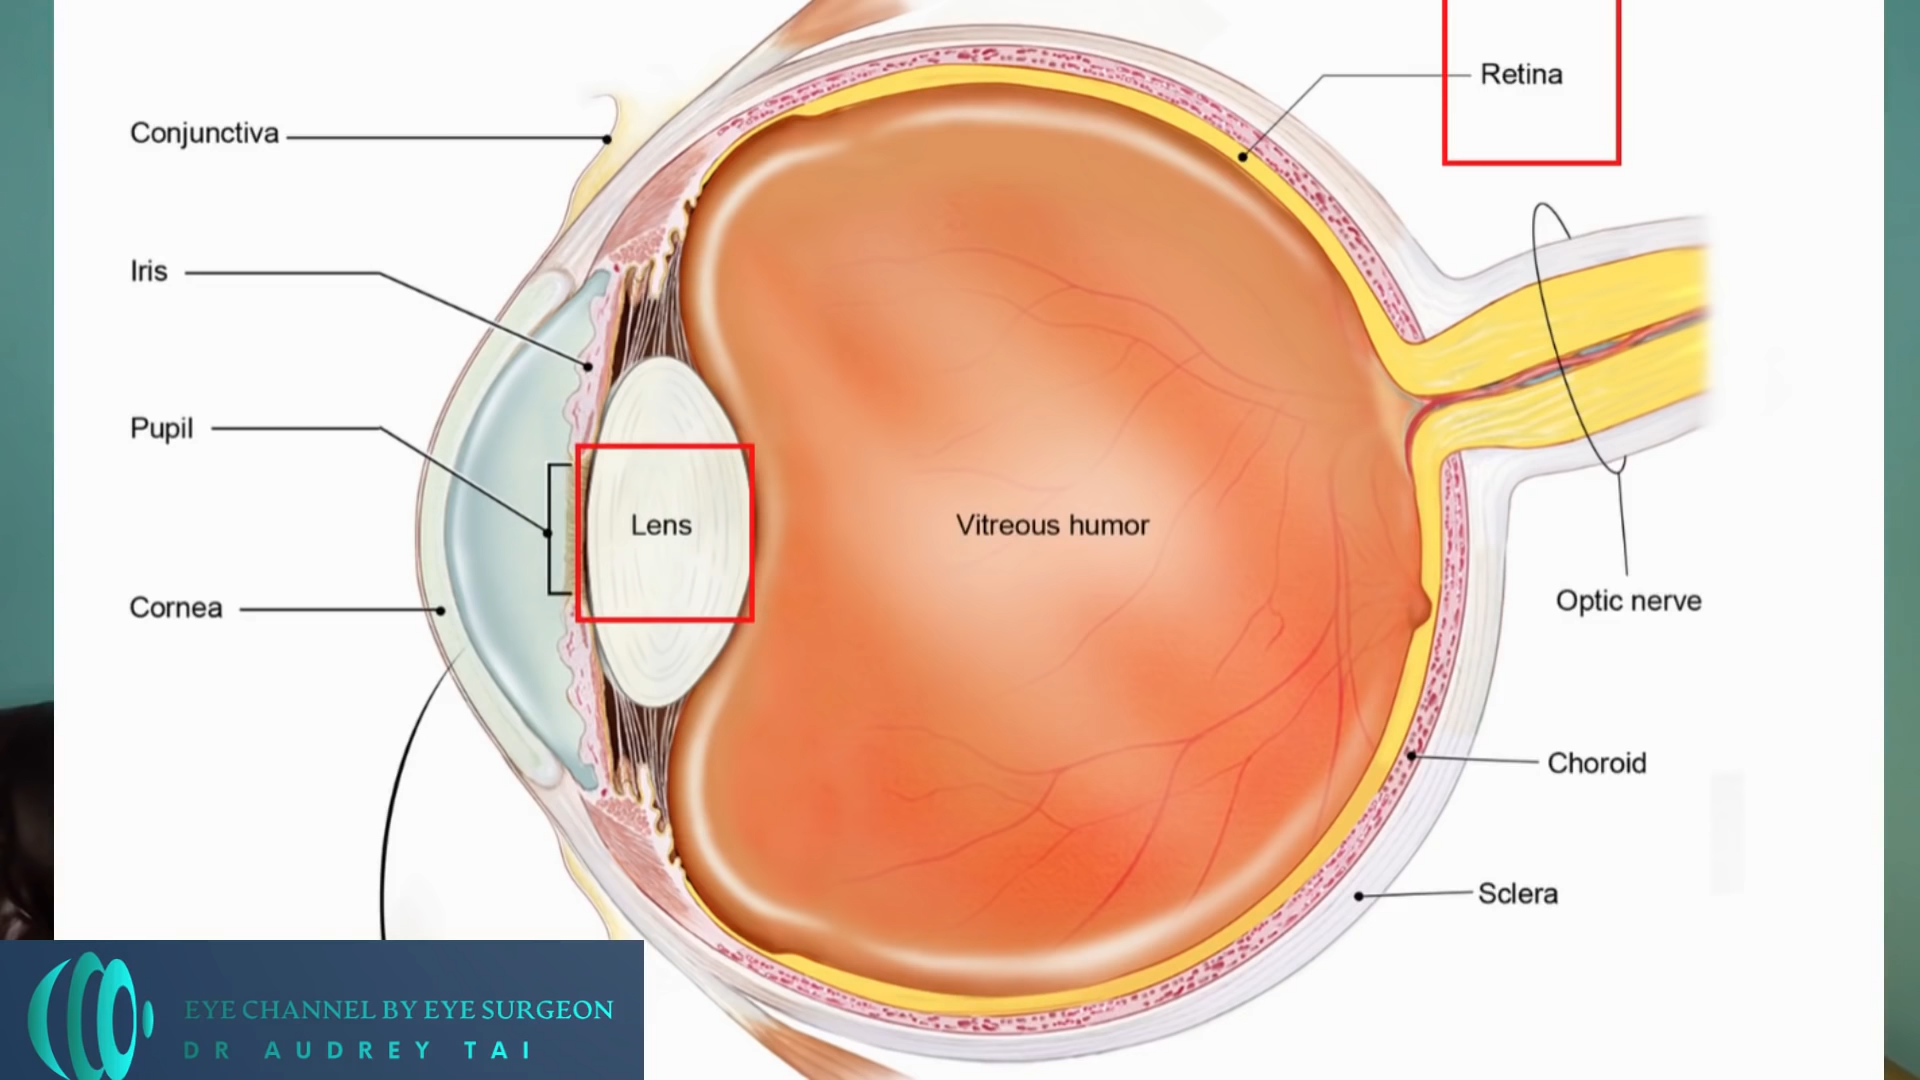 Retina
Conjunctiva
Iris
Pupil
Lens
Vitreous humor
Cornea
Optic nerve
Choroid
Sclera
EYE CHANNEL BY EYE SURGEON
DR AUDREY TAI